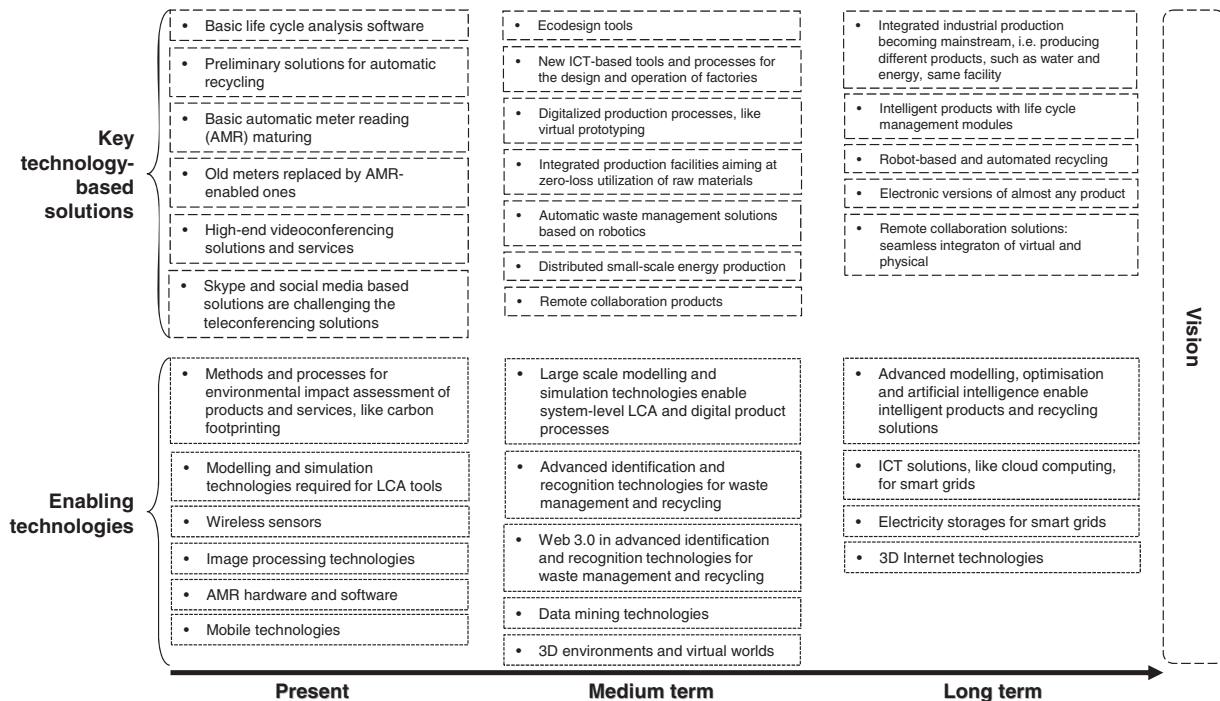 Key
technology-
based
solutions
• Basic life cycle analysis software
• Preliminary solutions for automatic
recycling
• Basic automatic meter reading
(AMR) maturing
• Old meters replaced by AMR-
enabled ones
• High-end videoconferencing
solutions and services
• Skype and social media based
solutions are challenging the
teleconferencing solutions
• Ecodesign tools
• New ICT-based tools and processes for
the design and operation of factories
• Digitalized production processes, like
virtual prototyping
• Integrated production facilities aiming at
zero-loss utilization of raw materials
• Automatic waste management solutions
based on robotics
• Distributed small-scale energy production
• Remote collaboration products
• Integrated industrial production
becoming mainstream, i.e. producing
different products, such as water and
energy, same facility
• Intelligent products with life cycle
management modules
• Robot-based and automated recycling
• Electronic versions of almost any product
• Remote collaboration solutions:
seamless integraton of virtual and
physical
Enabling
technologies
• Methods and processes for
environmental impact assessment of
products and services, like carbon
footprinting
• Modelling and simulation
technologies required for LCA tools
• Wireless sensors
• Image processing technologies
• AMR hardware and software
• Mobile technologies
• Large scale modelling and
simulation technologies enable
system-level LCA and digital product
processes
• Advanced identification and
recognition technologies for waste
management and recycling
• Web 3.0 in advanced identification
and recognition technologies for
waste management and recycling
• Data mining technologies
• 3D environments and virtual worlds
• Advanced modelling, optimisation
and artificial intelligence enable
intelligent products and recycling
solutions
• ICT solutions, like cloud computing,
for smart grids
• Electricity storages for smart grids
• 3D Internet technologies
Vision
Present
Medium term
Long term